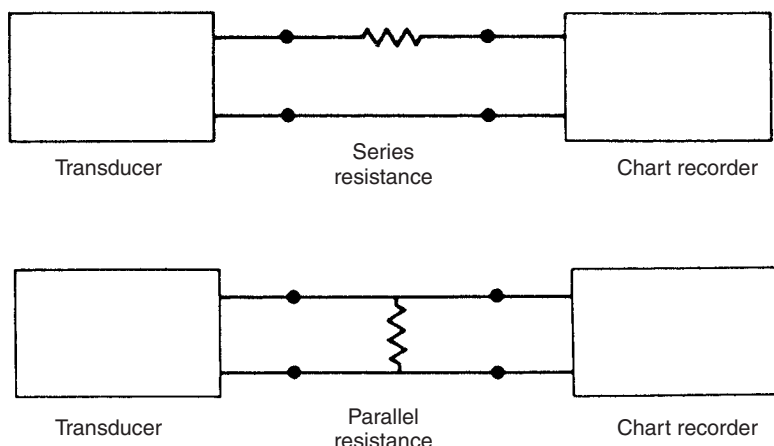 Transducer
Series
resistance
Chart recorder
Transducer
Parallel
resistance
Chart recorder